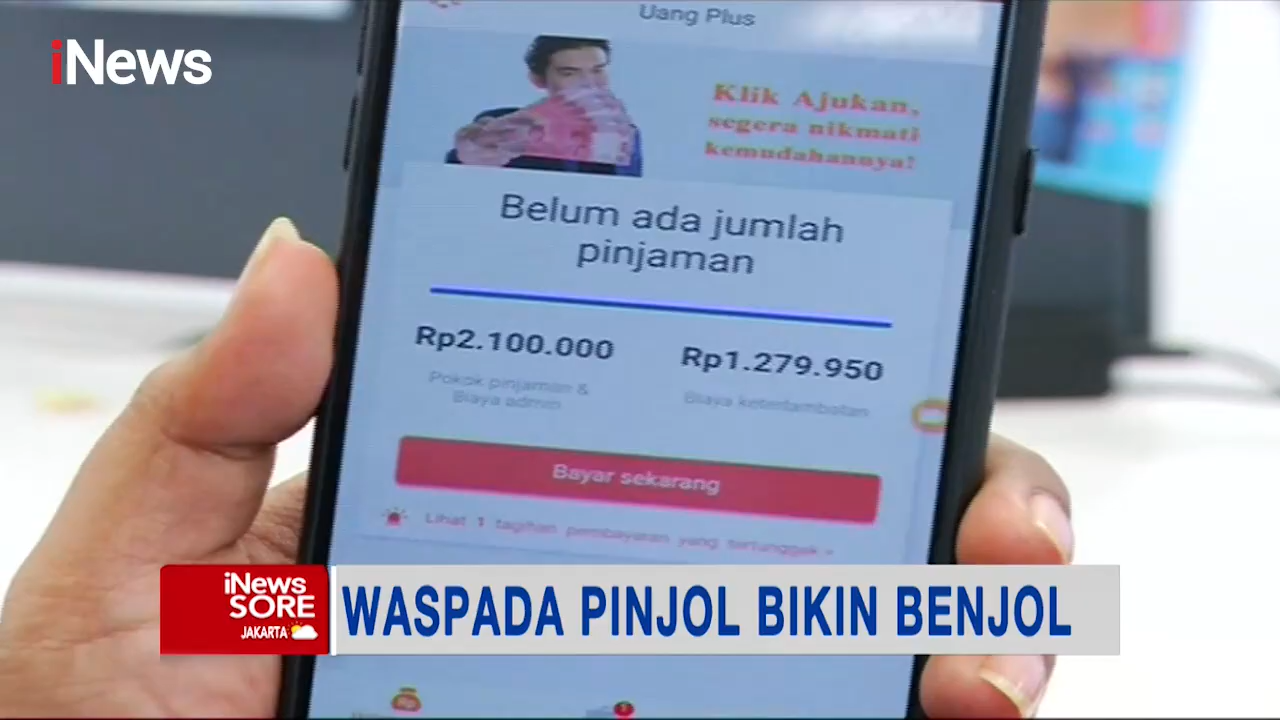 iNews
Uang Plus
Klik Ajukan,
segera nikmati
kemudahannya!
Belum ada jumlah
pinjaman
Rp2.100.000
Rp1.279.950
Pokok pinjaman &
Biaya admin
Biaya keterlambatan
Bayar sekarang
Lihat 1 tagihan pembayaran yang tertunggak
iNews
SORE
JAKARTA
WASPADA PINJOL BIKIN BENJOL